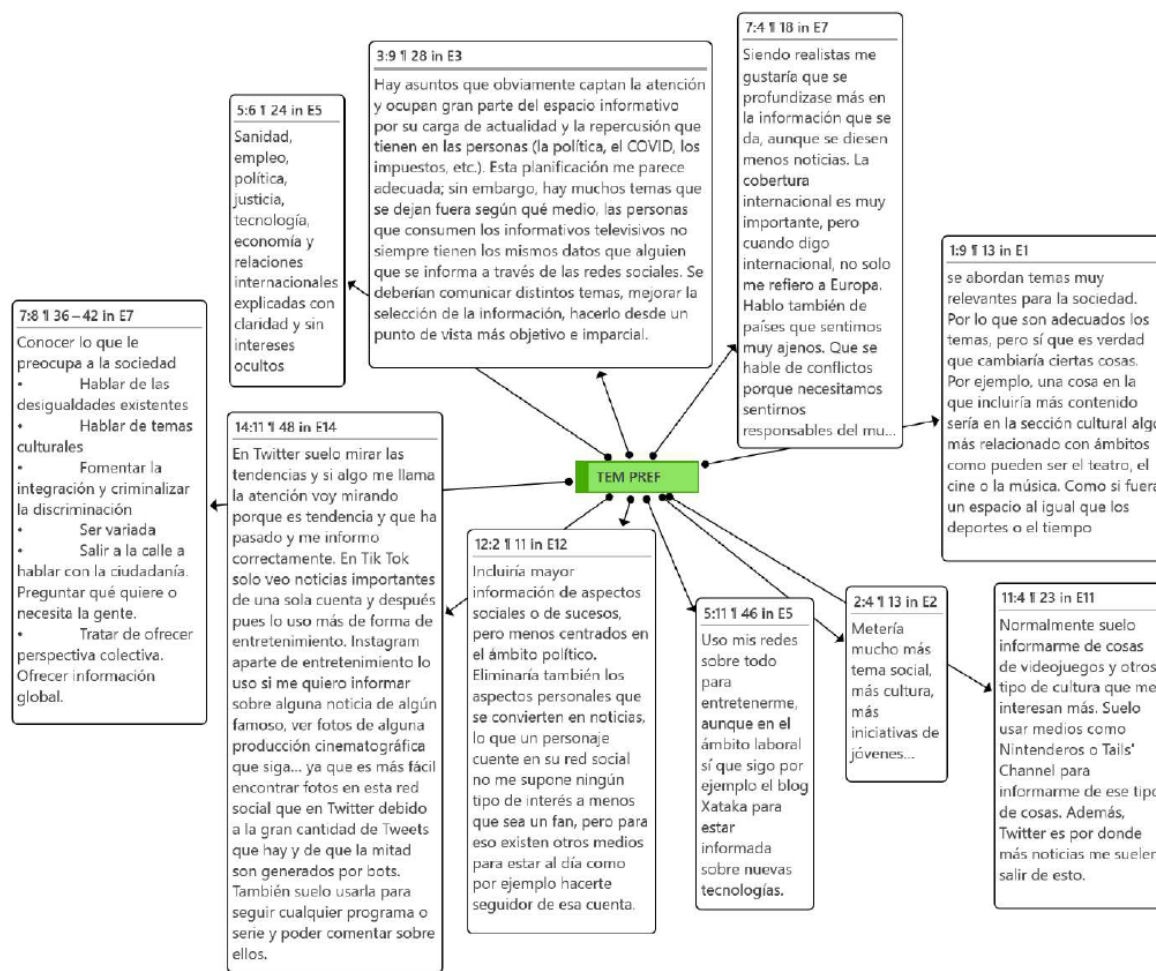 7:4 ¶ 18 in E7
Siendo realistas me
gustaría que se
profundizase más en
la información que se
da, aunque se diesen
menos noticias. La
cobertura
internacional es muy
importante, pero
cuando digo
internacional, no solo
me refiero a Europa.
Hablo también de
países que sentimos
muy ajenos. Que se
hable de conflictos
porque necesitamos
sentirnos
responsables del mu...
3:9 ¶ 28 in E3
Hay asuntos que obviamente captan la atención
y ocupan gran parte del espacio informativo
por su carga de actualidad y la repercusión que
tienen en las personas (la política, el COVID, los
impuestos, etc.). Esta planificación me parece
adecuada; sin embargo, hay muchos temas que
se dejan fuera según qué medio, las personas
que consumen los informativos televisivos no
siempre tienen los mismos datos que alguien
que se informa a través de las redes sociales. Se
deberían comunicar distintos temas, mejorar la
selección de la información, hacerlo desde un
punto de vista más objetivo e imparcial.
5:6 ¶ 24 in E5
Sanidad,
empleo,
política,
justicia,
tecnología,
economía y
relaciones
internacionales
explicadas con
claridad y sin
intereses
ocultos
1:9 ¶ 13 in E1
se abordan temas muy
relevantes para la sociedad.
Por lo que son adecuados los
temas, pero sí que es verdad
que cambiaría ciertas cosas.
Por ejemplo, una cosa en la
que incluiría más contenido
sería en la sección cultural algo
más relacionado con ámbitos
como pueden ser el teatro, el
cine o la música. Como si fuera
un espacio al igual que los
deportes o el tiempo
7:8 ¶ 36 – 42 in E7
Conocer lo que le
preocupa a la sociedad
• Hablar de las
desigualdades existentes
• Hablar de temas
culturales
• Fomentar la
integración y criminalizar
la discriminación
• Ser variada
• Salir a la calle a
hablar con la ciudadanía.
Preguntar qué quiere o
necesita la gente.
• Tratar de ofrecer
perspectiva colectiva.
Ofrecer información
global.
14:11 ¶ 48 in E14
En Twitter suelo mirar las
tendencias y si algo me llama
la atención voy mirando
porque es tendencia y que ha
pasado y me informo
correctamente. En Tik Tok
solo veo noticias importantes
de una sola cuenta y después
pues lo uso más de forma de
entretenimiento. Instagram
aparte de entretenimiento lo
uso si me quiero informar
sobre alguna noticia de algún
famoso, ver fotos de alguna
producción cinematográfica
que siga... ya que es más fácil
encontrar fotos en esta red
social que en Twitter debido
a la gran cantidad de Tweets
que hay y de que la mitad
son generados por bots.
También suelo usarla para
seguir cualquier programa o
serie y poder comentar sobre
ellos.
TEM PREF
12:2 ¶ 11 in E12
Incluiría mayor
información de aspectos
sociales o de sucesos,
pero menos centrados en
el ámbito político.
Eliminaría también los
aspectos personales que
se convierten en noticias,
lo que un personaje
cuente en su red social
no me supone ningún
tipo de interés a menos
que sea un fan, pero para
eso existen otros medios
para estar al día como
por ejemplo hacerte
seguidor de esa cuenta.
5:11 ¶ 46 in E5
Uso mis redes
sobre todo
para
entretenerme,
aunque en el
ámbito laboral
sí que sigo por
ejemplo el blog
Xataka para
estar
informada
sobre nuevas
tecnologías.
2:4 ¶ 13 in E2
Metería
mucho más
tema social,
más cultura,
más
iniciativas de
jóvenes...
11:4 ¶ 23 in E11
Normalmente suelo
informarme de cosas
de videojuegos y otros
tipo de cultura que me
interesan más. Suelo
usar medios como
Nintenderos o Tails'
Channel para
informarme de ese tipo
de cosas. Además,
Twitter es por donde
más noticias me suelen
salir de esto.